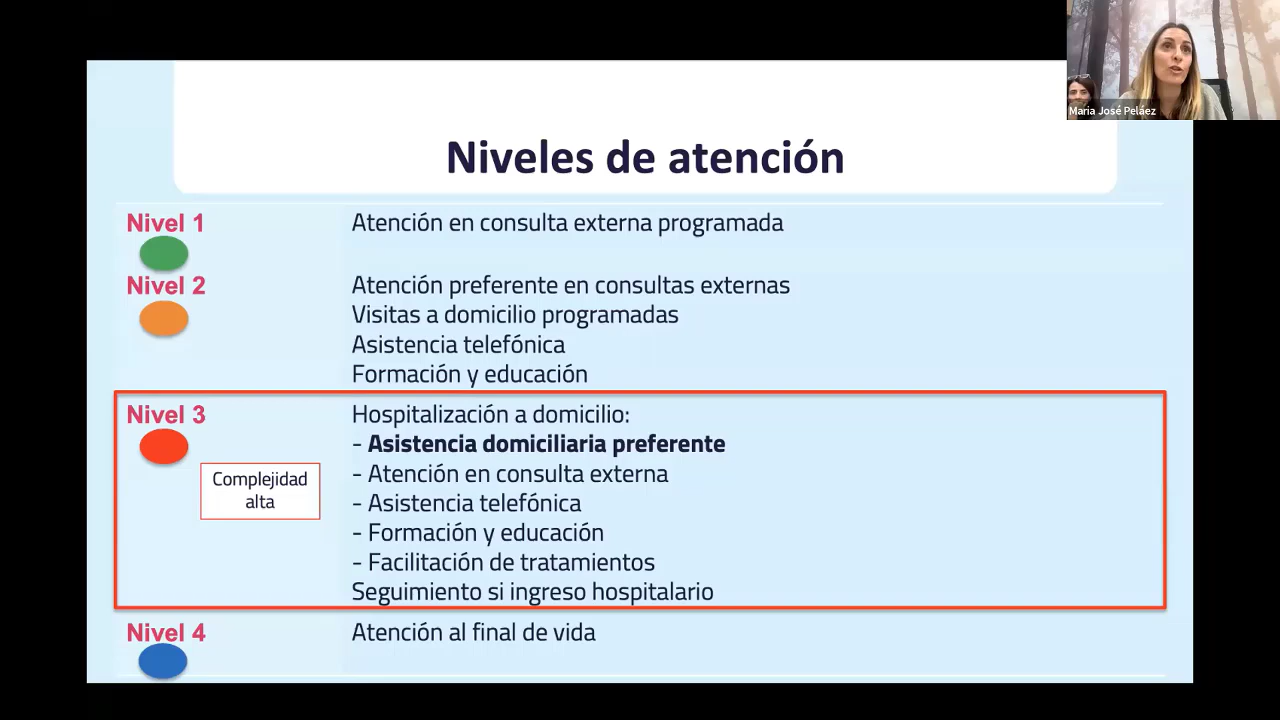 Maria José Peláez
Niveles de atención
Nivel 1
Atención en consulta externa programada
Nivel 2
Atención preferente en consultas externas
Visitas a domicilio programadas
Asistencia telefónica
Formación y educación
Nivel 3
Hospitalización a domicilio:
- Asistencia domiciliaria preferente
- Atención en consulta externa
Complejidad
alta
- Asistencia telefónica
- Formación y educación
- Facilitación de tratamientos
Seguimiento si ingreso hospitalario
Nivel 4
Atención al final de vida